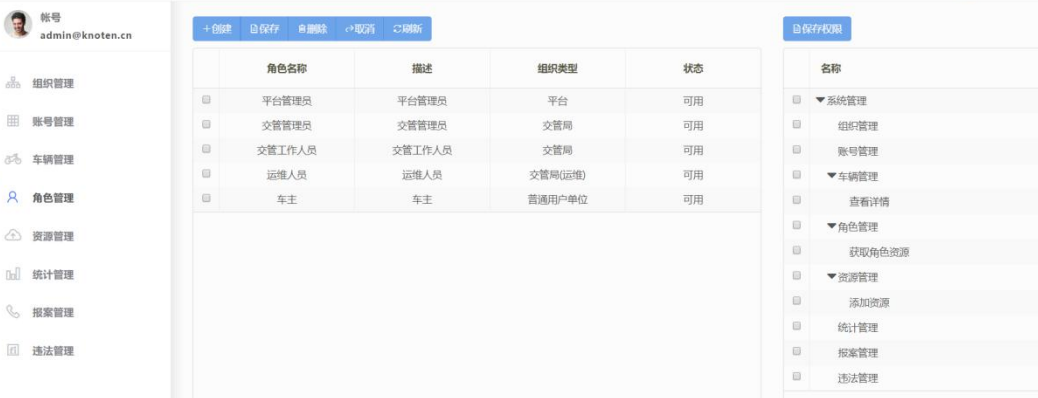 帐号
admin@knoten.cn
组织管理
账号管理
车辆管理
角色管理
资源管理
统计管理
报案管理
违法管理
+创建 保存 删除 取消 刷新
角色名称 描述 组织类型 状态
平台管理员 平台管理员 平台 可用
交管管理员 交管管理员 交管局 可用
交管工作人员 交管工作人员 交管局 可用
运维人员 运维人员 交管局(运维) 可用
车主 车主 普通用户单位 可用
保存权限
名称
系统管理
组织管理
账号管理
车辆管理
查看详情
角色管理
获取角色资源
资源管理
添加资源
统计管理
报案管理
违法管理